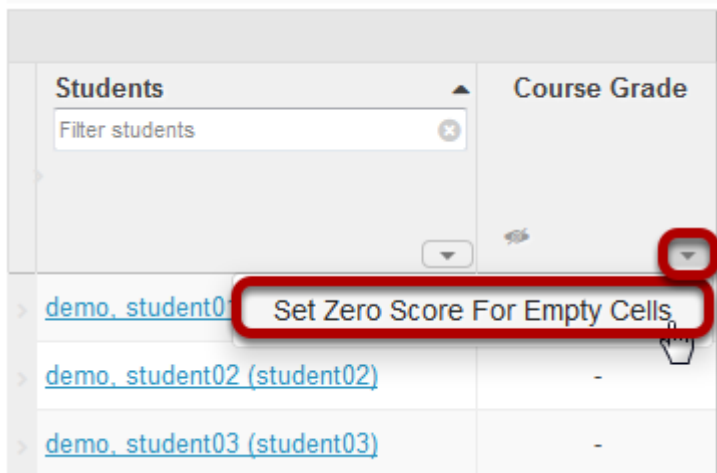 Students
Course Grade
Filter students
demo, student01
Set Zero Score For Empty Cells
demo, student02 (student02)
-
demo, student03 (student03)
-